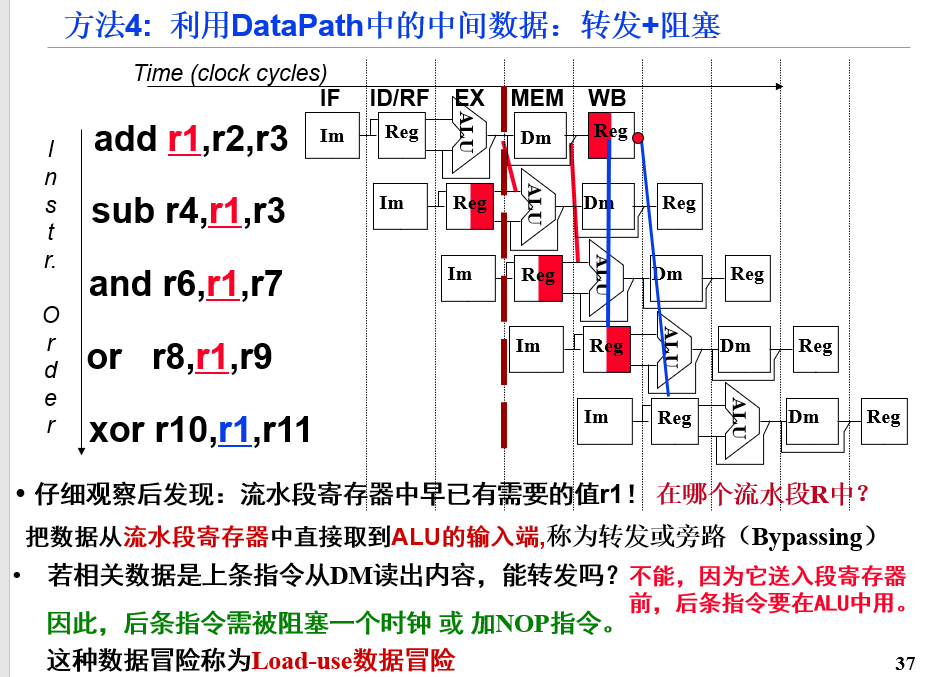 方法4: 利用DataPath中的中间数据：转发+阻塞
Time (clock cycles)
IF ID/RF EX MEM WB
Instr. Order
add r1,r2,r3 Im Reg ALU Dm Reg
sub r4,r1,r3 Im Reg ALU Dm Reg
and r6,r1,r7 Im Reg ALU Dm Reg
or r8,r1,r9 Im Reg ALU Dm Reg
xor r10,r1,r11 Im Reg ALU Dm Reg
• 仔细观察后发现：流水段寄存器中早已有需要的值r1！ 在哪个流水段R中？
把数据从流水段寄存器中直接取到ALU的输入端,称为转发或旁路（Bypassing）
• 若相关数据是上条指令从DM读出内容，能转发吗？不能，因为它送入段寄存器
前，后条指令要在ALU中用。
因此，后条指令需被阻塞一个时钟 或 加NOP指令。
这种数据冒险称为Load-use数据冒险
37